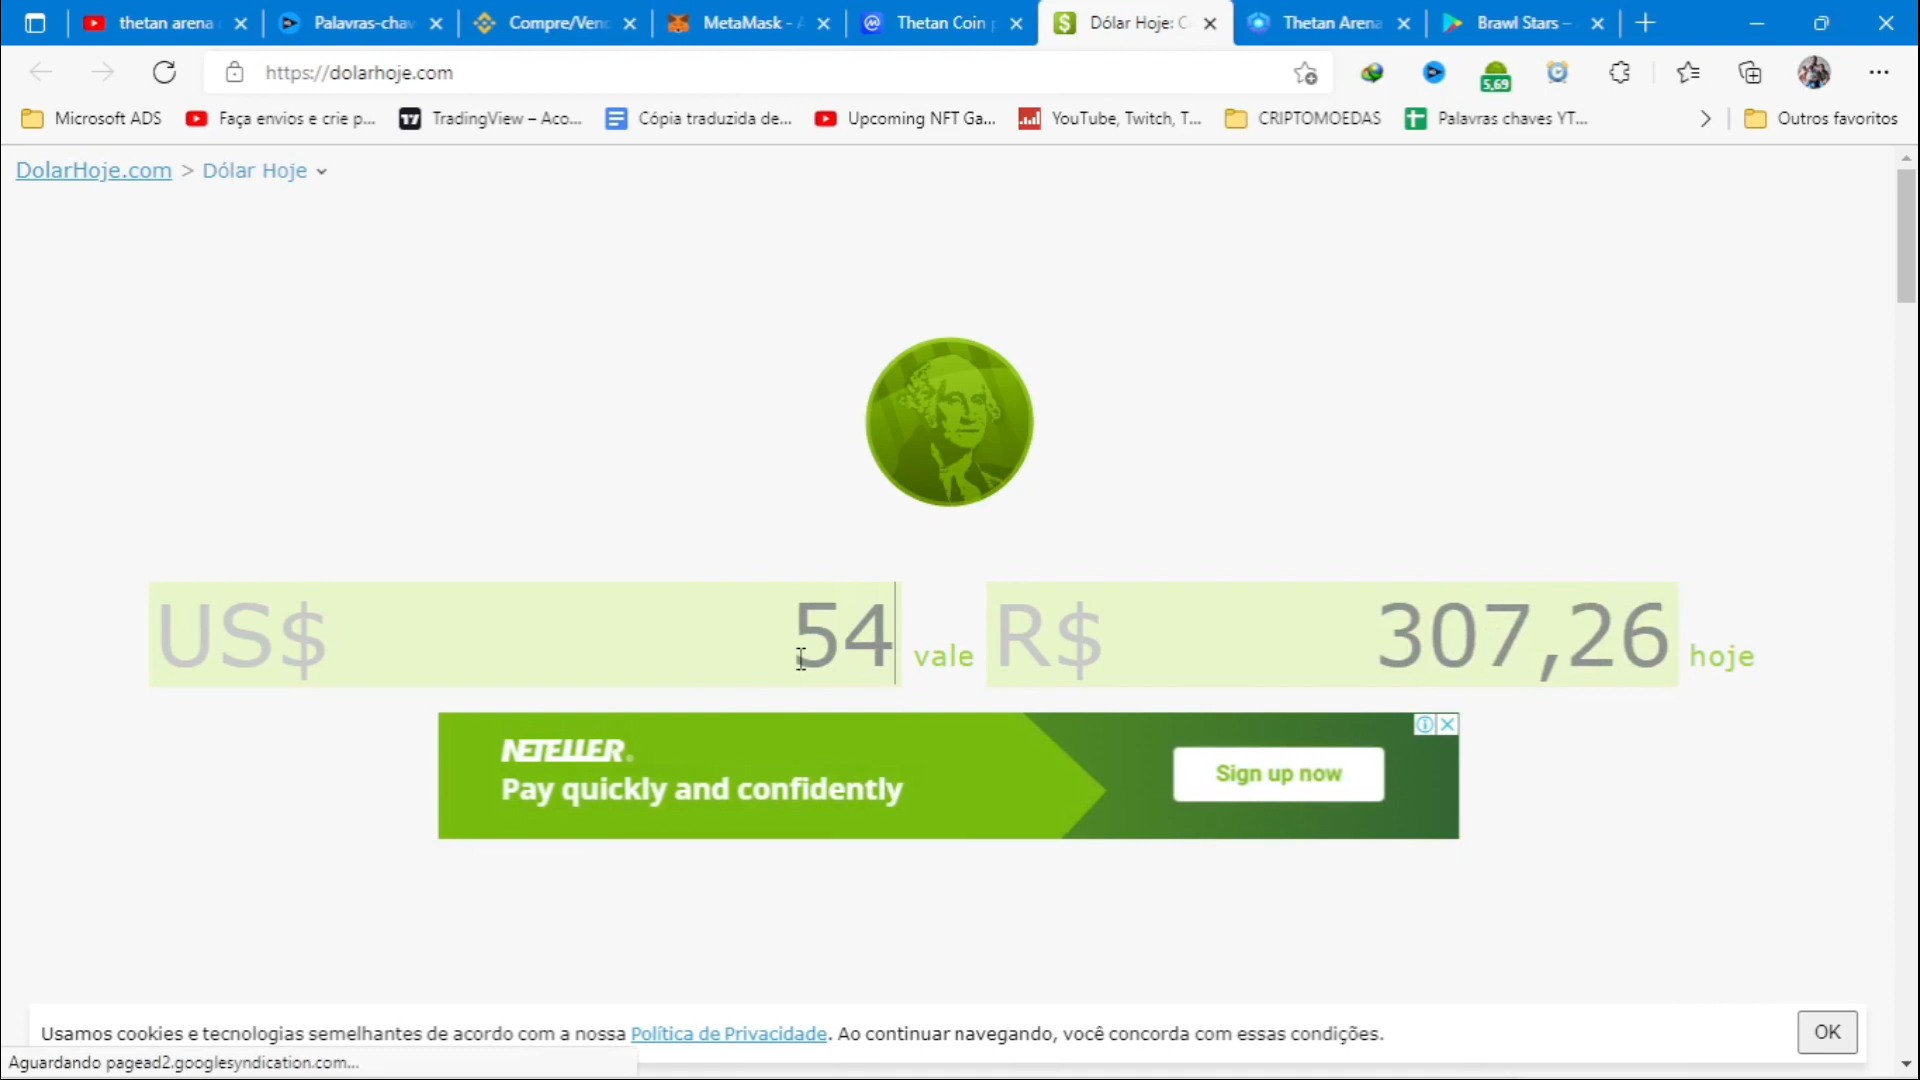 thetan arena
Palavras-chav
Compre/Venc
MetaMask - A
Thetan Coin p
Dólar Hoje: C
Thetan Arena
Brawl Stars –
https://dolarhoje.com
5,69
Microsoft ADS
Faça envios e crie p...
TradingView – Aco...
Cópia traduzida de...
Upcoming NFT Ga...
YouTube, Twitch, T...
CRIPTOMOEDAS
Palavras chaves YT...
Outros favoritos
DolarHoje.com > Dólar Hoje
US$ 54 vale R$ 307,26 hoje
NETELLER®
Pay quickly and confidently
Sign up now
Usamos cookies e tecnologias semelhantes de acordo com a nossa Política de Privacidade. Ao continuar navegando, você concorda com essas condições.
OK
Aguardando pagead2.googlesyndication.com...